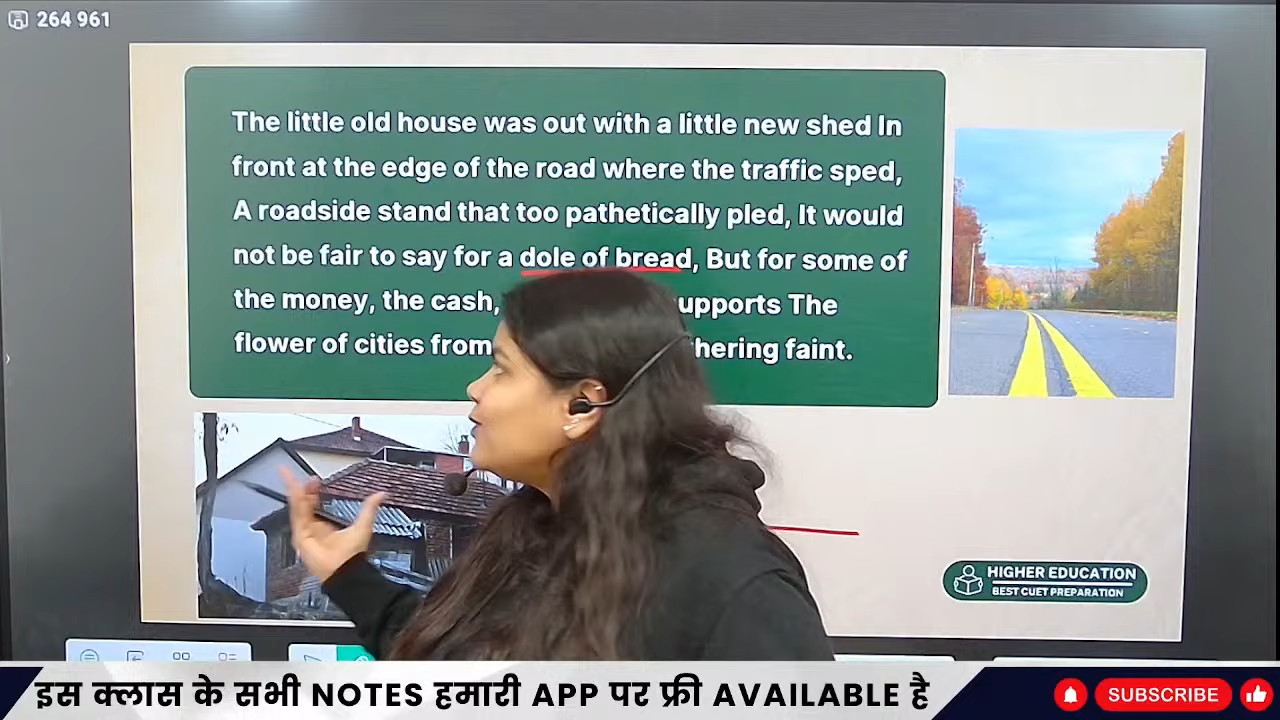 264 961
The little old house was out with a little new shed In
front at the edge of the road where the traffic sped,
A roadside stand that too pathetically pled, It would
not be fair to say for a dole of bread, But for some of
the money, the cash, upports The
flower of cities from hering faint.
HIGHER EDUCATION
BEST CUET PREPARATION
इस क्लास के सभी NOTES हमारी APP पर फ्री AVAILABLE है
SUBSCRIBE